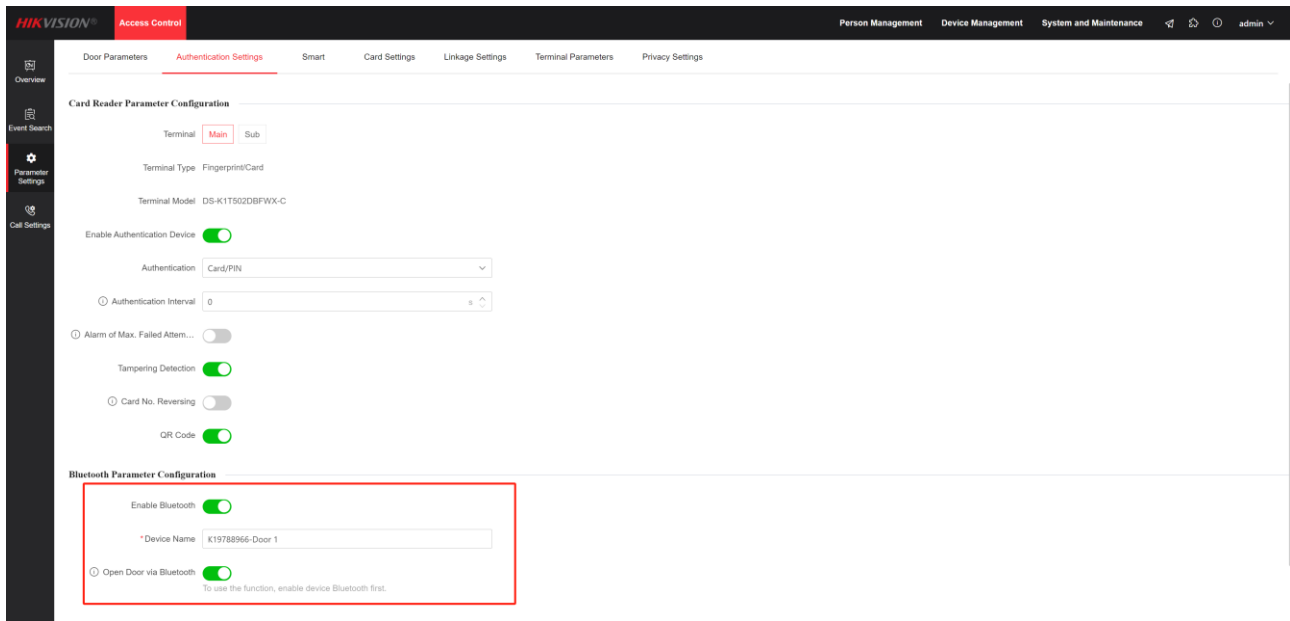 HIKVISION® Access Control Person Management Device Management System and Maintenance admin
Door Parameters Authentication Settings Smart Card Settings Linkage Settings Terminal Parameters Privacy Settings
Overview
Event Search
Parameter Settings
Call Settings
Card Reader Parameter Configuration
Terminal Main Sub
Terminal Type Fingerprint/Card
Terminal Model DS-K1T502DBFWX-C
Enable Authentication Device
Authentication Card/PIN
Authentication Interval 0 s
Alarm of Max. Failed Attem...
Tampering Detection
Card No. Reversing
QR Code
Bluetooth Parameter Configuration
Enable Bluetooth
*Device Name K19788966-Door 1
Open Door via Bluetooth
To use the function, enable device Bluetooth first.